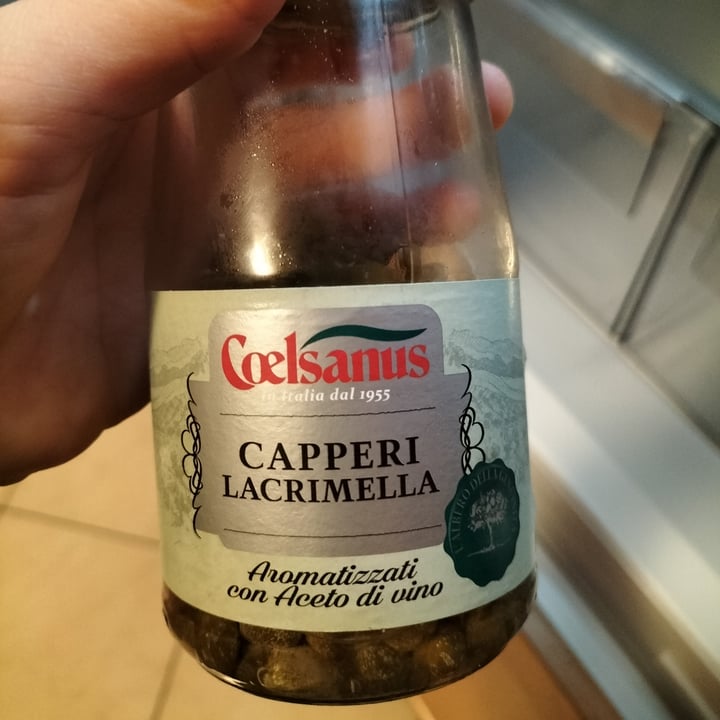 Coelsanus
in Italia dal 1955
CAPPERI
LACRIMELLA
Aromatizzati
con Aceto di vino